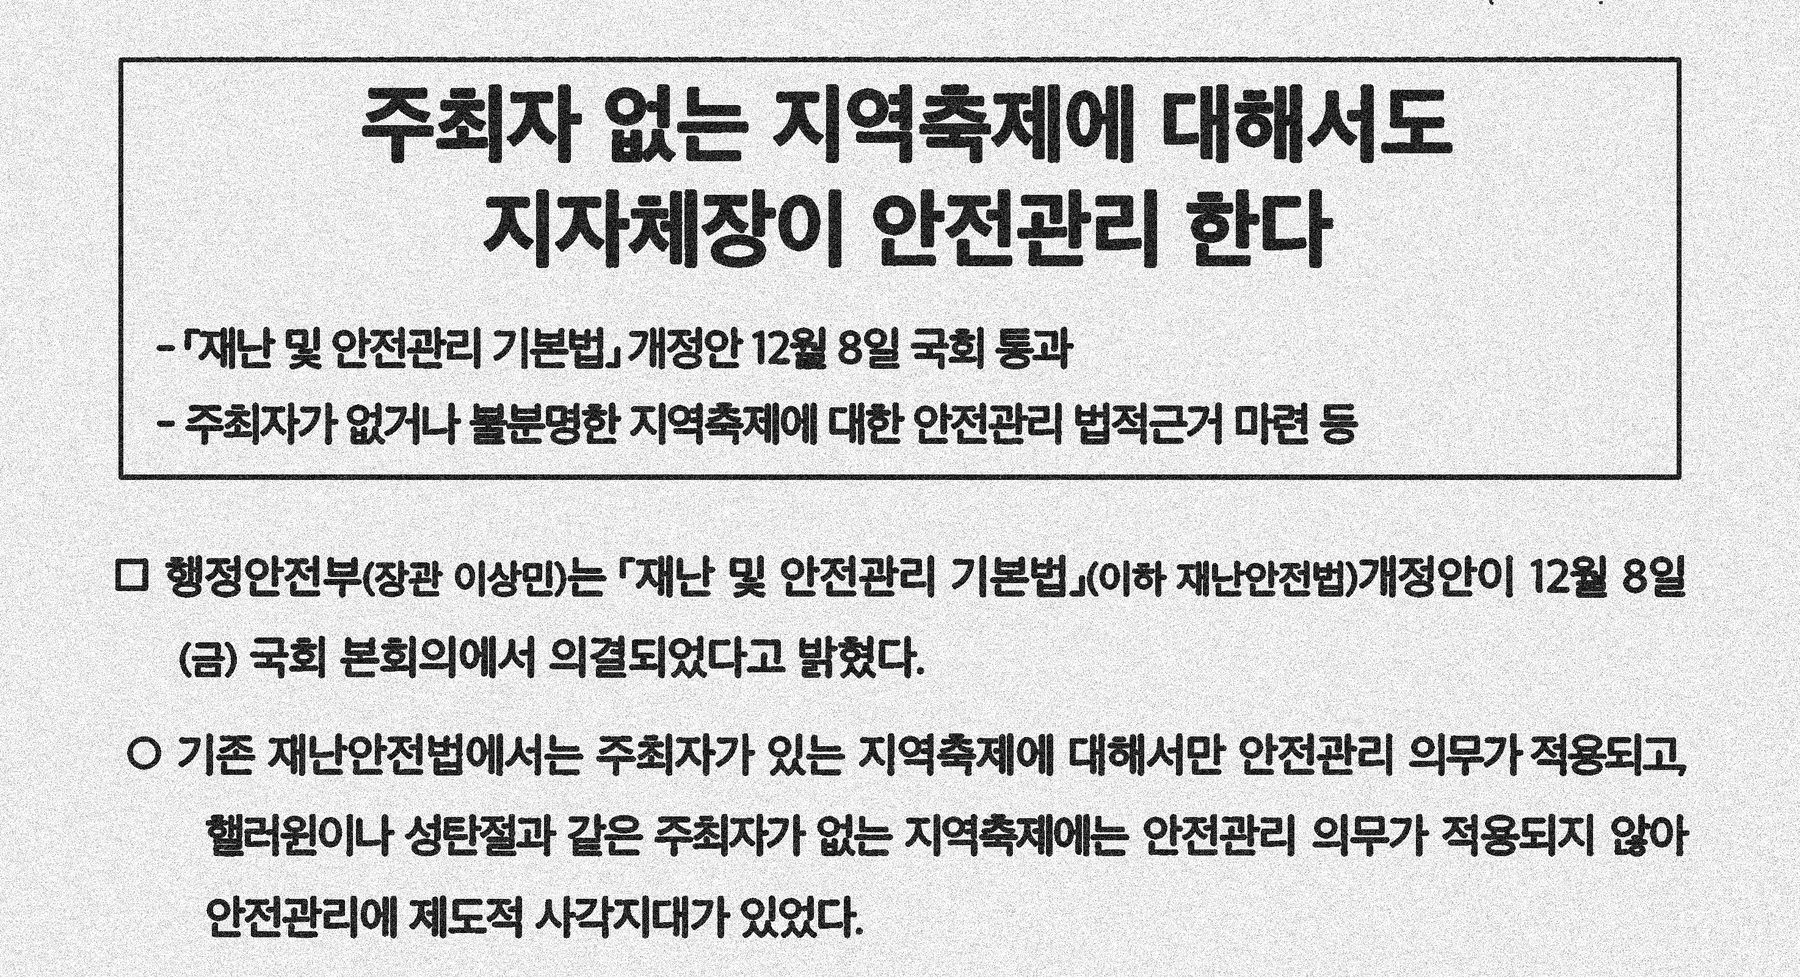 주최자 없는 지역축제에 대해서도
지자체장이 안전관리 한다
- 「재난 및 안전관리 기본법」 개정안 12월 8일 국회 통과
- 주최자가 없거나 불분명한 지역축제에 대한 안전관리 법적근거 마련 등
□ 행정안전부(장관 이상민)는 「재난 및 안전관리 기본법」(이하 재난안전법)개정안이 12월 8일
(금) 국회 본회의에서 의결되었다고 밝혔다.
○ 기존 재난안전법에서는 주최자가 있는 지역축제에 대해서만 안전관리 의무가 적용되고,
핼러윈이나 성탄절과 같은 주최자가 없는 지역축제에는 안전관리 의무가 적용되지 않아
안전관리에 제도적 사각지대가 있었다.